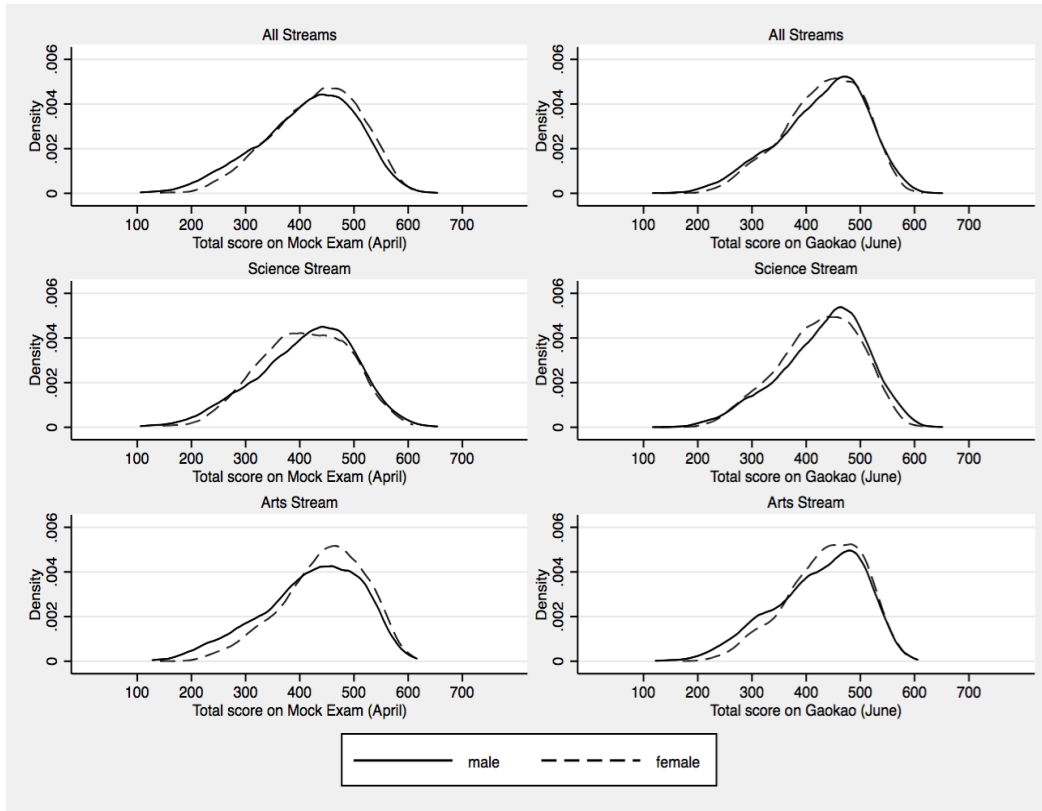 All Streams
Density
0 .002 .004 .006
100 200 300 400 500 600 700
Total score on Mock Exam (April)
All Streams
Density
0 .002 .004 .006
100 200 300 400 500 600 700
Total score on Gaokao (June)
Science Stream
Density
0 .002 .004 .006
100 200 300 400 500 600 700
Total score on Mock Exam (April)
Science Stream
Density
0 .002 .004 .006
100 200 300 400 500 600 700
Total score on Gaokao (June)
Arts Stream
Density
0 .002 .004 .006
100 200 300 400 500 600 700
Total score on Mock Exam (April)
Arts Stream
Density
0 .002 .004 .006
100 200 300 400 500 600 700
Total score on Gaokao (June)
male female